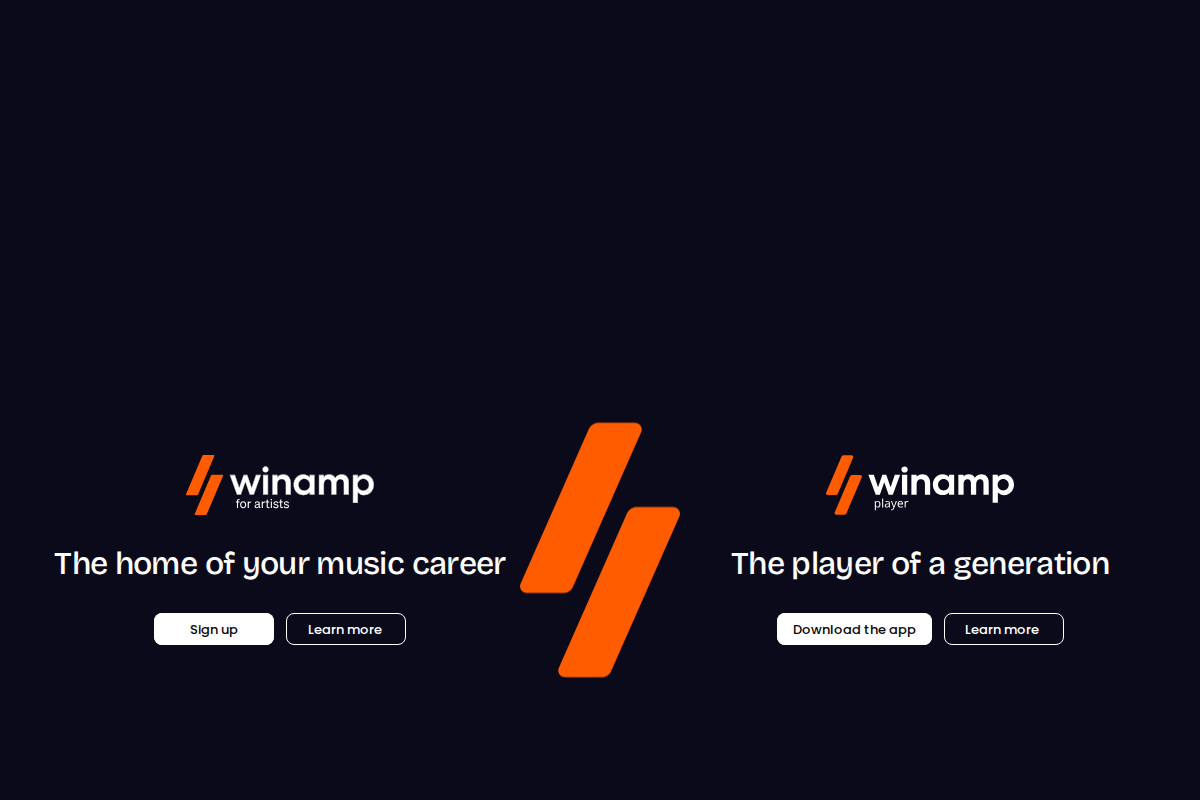 winamp
for artists
The home of your music career
Sign up
Learn more
winamp
player
The player of a generation
Download the app
Learn more